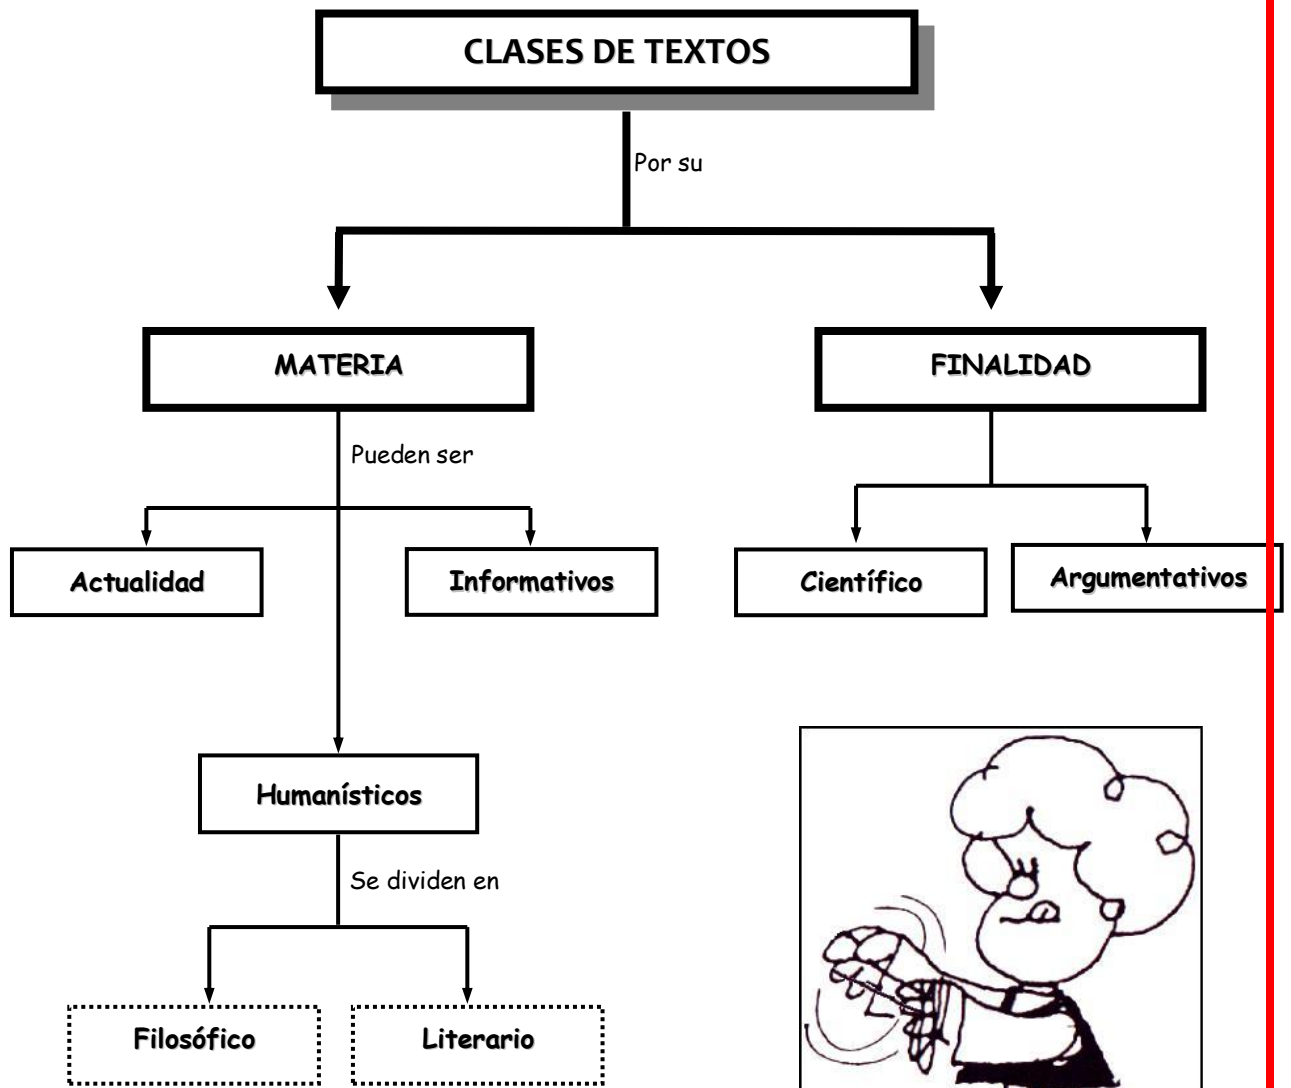 CLASES DE TEXTOS
Por su
MATERIA
FINALIDAD
Pueden ser
Actualidad
Informativos
Científico
Argumentativos
Humanísticos
Se dividen en
Filosófico
Literario